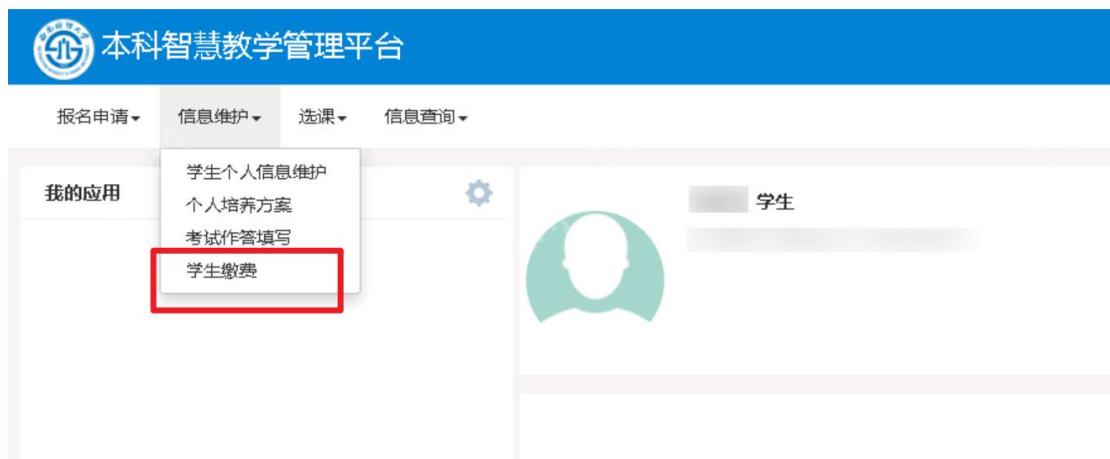 本科智慧教学管理平台
报名申请 信息维护 选课 信息查询
学生个人信息维护
个人培养方案
考试作答填写
学生缴费
我的应用
学生